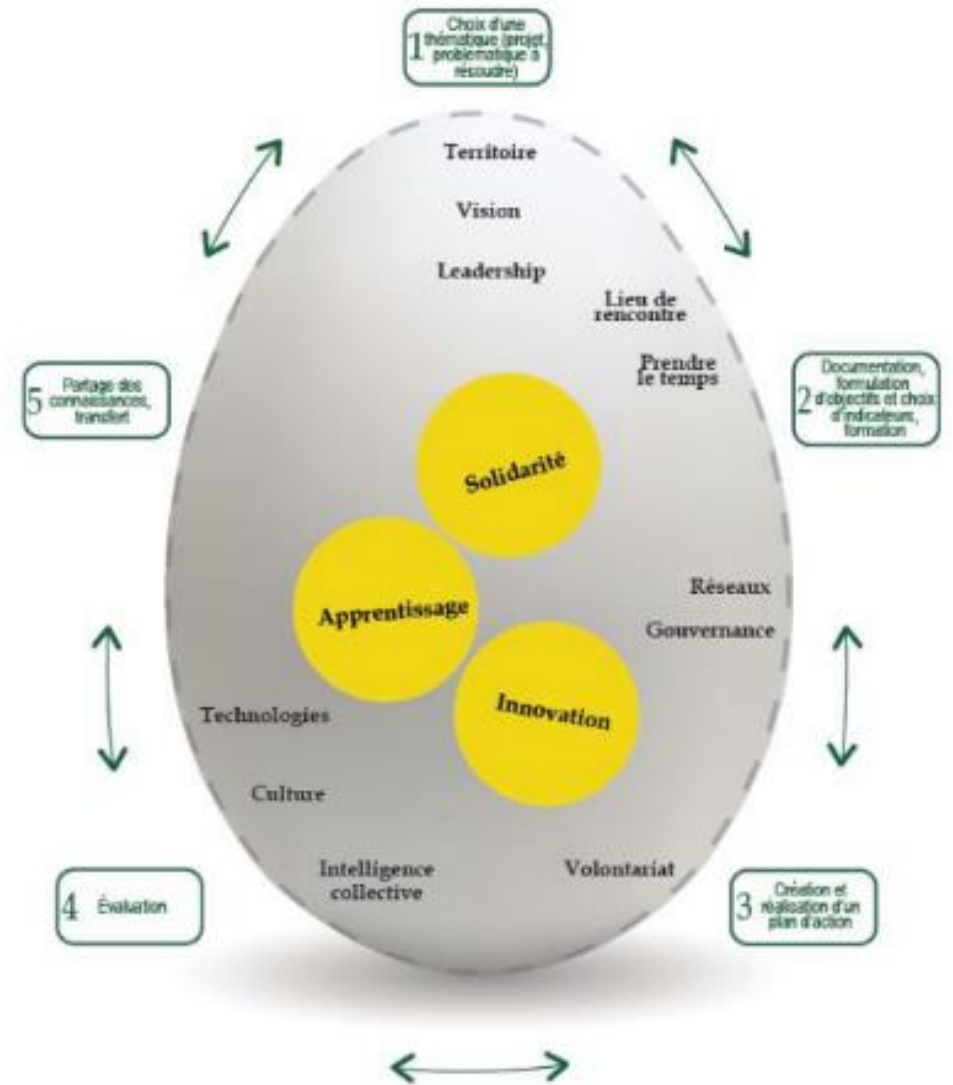 1
Choix d'une
thématique (projet,
problématique à
résoudre)
Territoire
Vision
Leadership
Lieu de
rencontre
Prendre
le temps
5
Partage des
connaissances,
transfert
2
Documentation,
formulation
d'objectifs et choix
d'indicateurs,
formation
Solidarité
Apprentissage
Innovation
Réseaux
Gouvernance
Technologies
Culture
Intelligence
collective
Volontariat
4 Évaluation
3
Création et
réalisation d'un
plan d'action